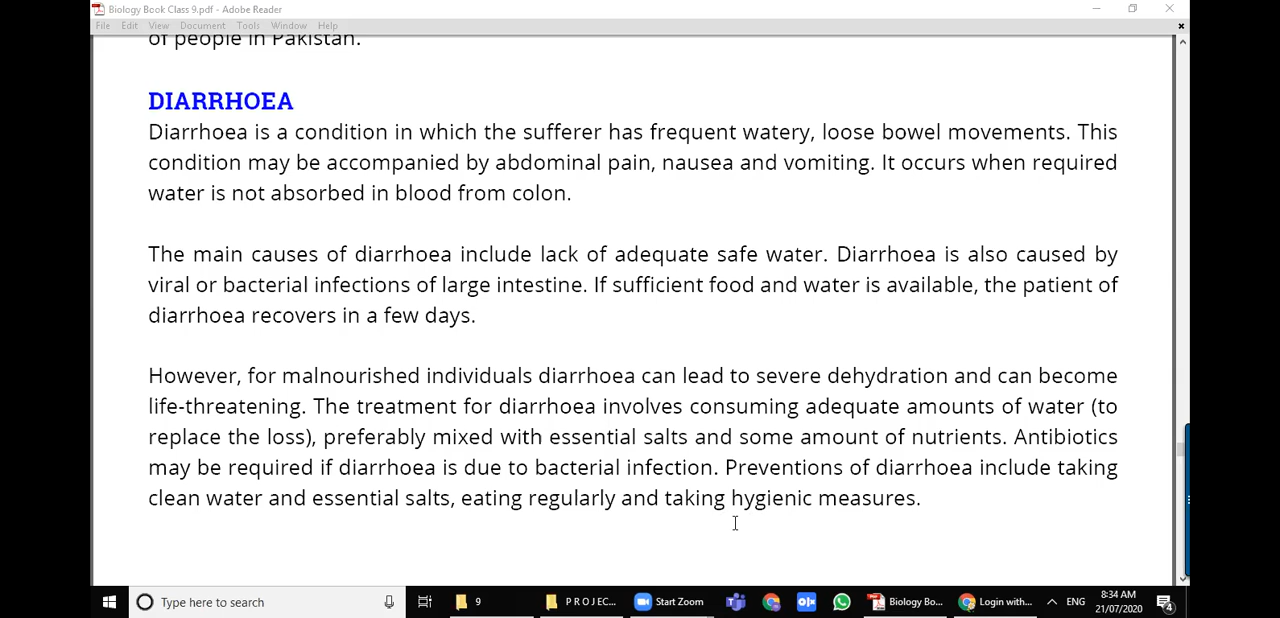 Biology Book Class 9.pdf - Adobe Reader
File Edit View Document Tools Window Help
of people in Pakistan.
DIARRHOEA
Diarrhoea is a condition in which the sufferer has frequent watery, loose bowel movements. This
condition may be accompanied by abdominal pain, nausea and vomiting. It occurs when required
water is not absorbed in blood from colon.
The main causes of diarrhoea include lack of adequate safe water. Diarrhoea is also caused by
viral or bacterial infections of large intestine. If sufficient food and water is available, the patient of
diarrhoea recovers in a few days.
However, for malnourished individuals diarrhoea can lead to severe dehydration and can become
life-threatening. The treatment for diarrhoea involves consuming adequate amounts of water (to
replace the loss), preferably mixed with essential salts and some amount of nutrients. Antibiotics
may be required if diarrhoea is due to bacterial infection. Preventions of diarrhoea include taking
clean water and essential salts, eating regularly and taking hygienic measures.
Type here to search 9 P R O J EC... Start Zoom Biology Bo... Login with... ENG 8:34 AM 4
21/07/2020